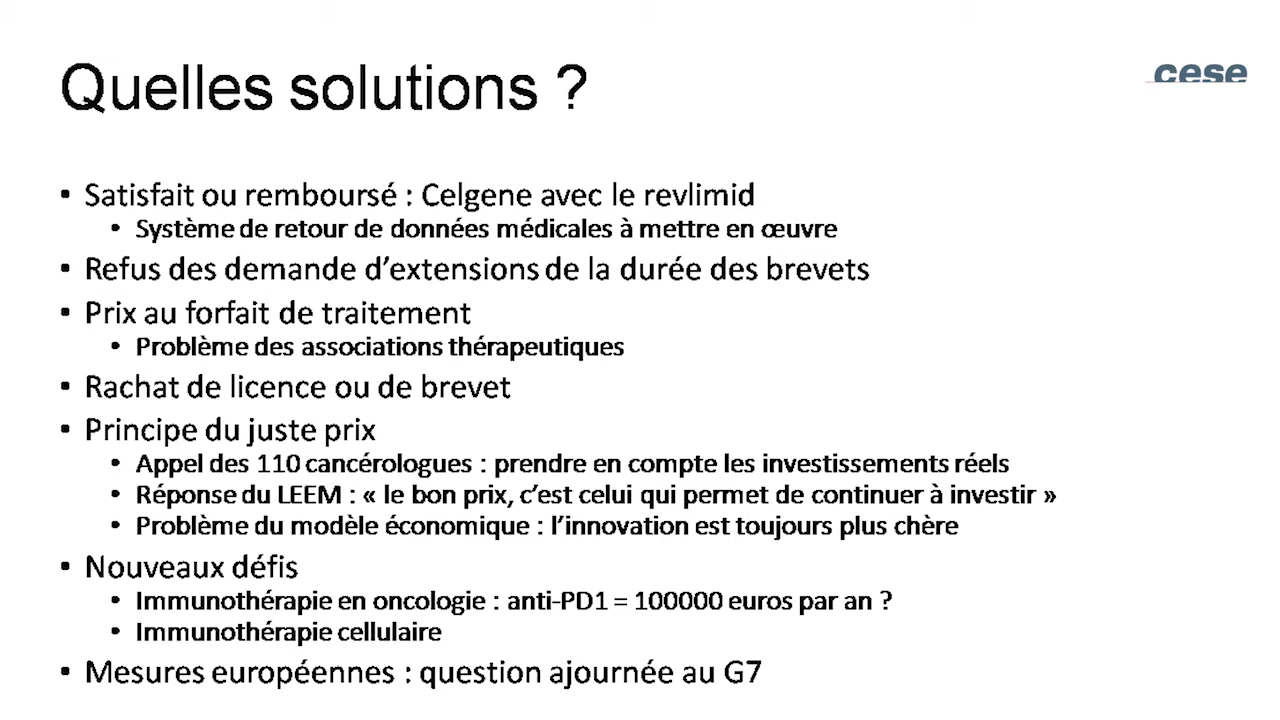 Quelles solutions ?
cese
• Satisfait ou remboursé : Celgene avec le revlimid
• Système de retour de données médicales à mettre en œuvre
• Refus des demande d'extensions de la durée des brevets
• Prix au forfait de traitement
• Problème des associations thérapeutiques
• Rachat de licence ou de brevet
• Principe du juste prix
• Appel des 110 cancérologues : prendre en compte les investissements réels
• Réponse du LEEM : « le bon prix, c'est celui qui permet de continuer à investir »
• Problème du modèle économique : l'innovation est toujours plus chère
• Nouveaux défis
• Immunothérapie en oncologie : anti-PD1 = 100000 euros par an ?
• Immunothérapie cellulaire
• Mesures européennes : question ajournée au G7